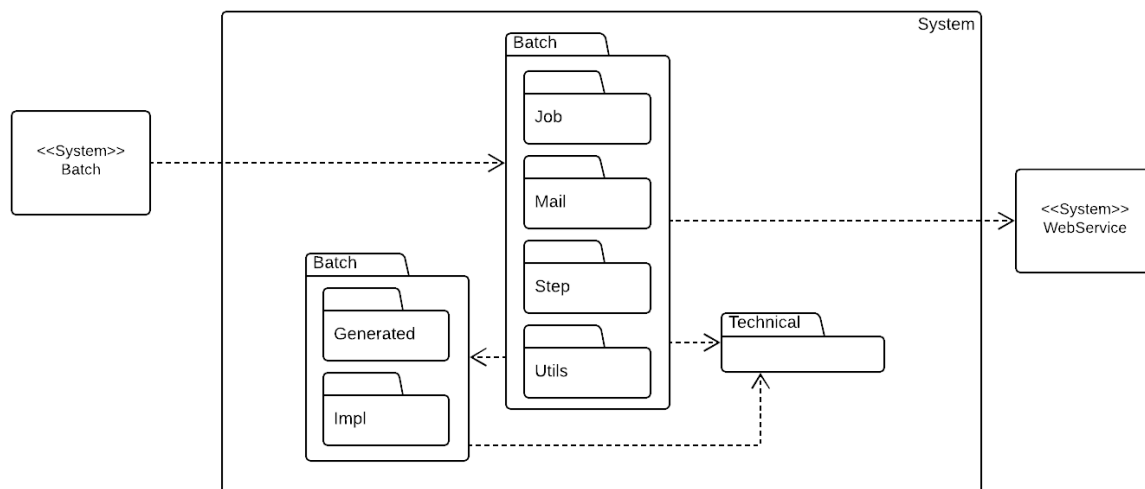 System
Batch
Job
<<System>>
Batch
Mail
<<System>>
WebService
Batch
Step
Generated
Technical
Utils
Impl